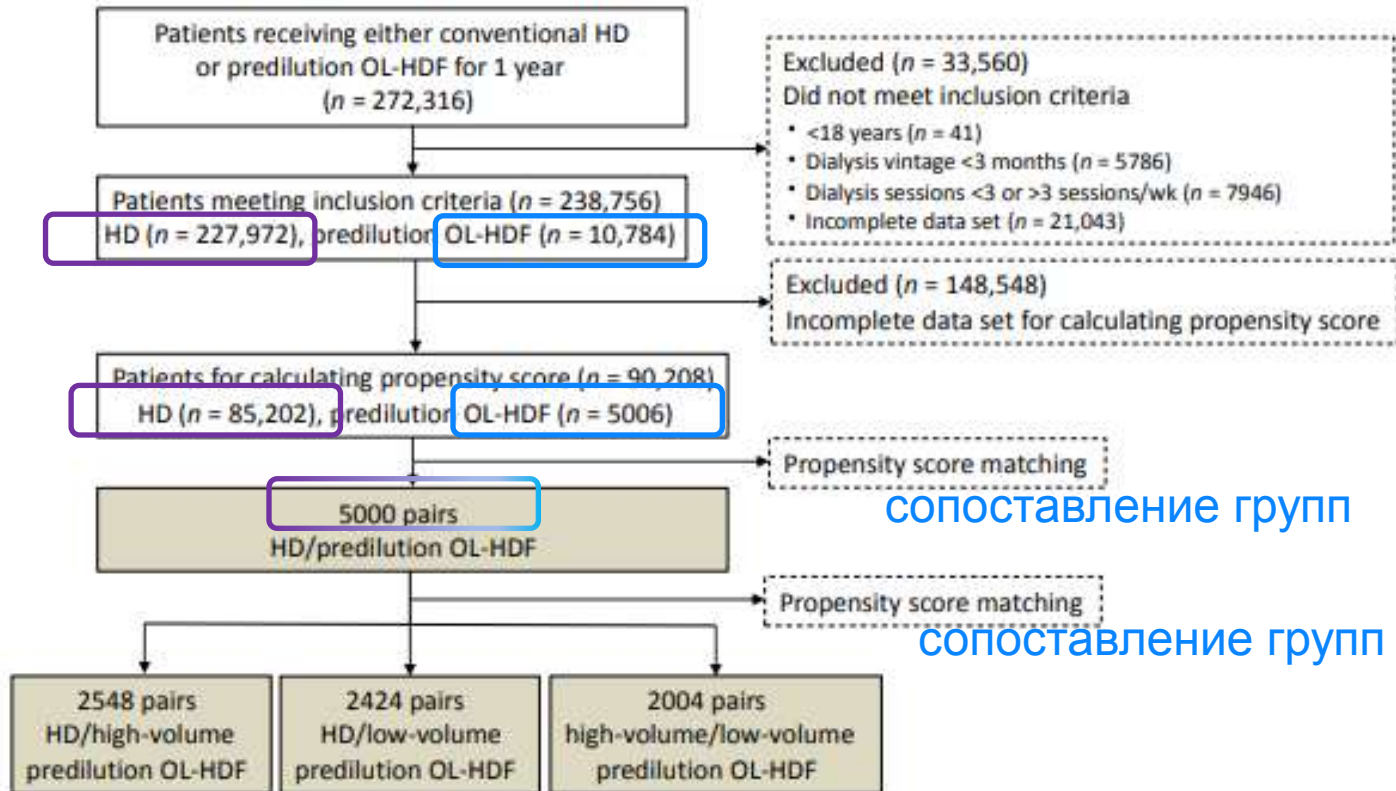 Patients receiving either conventional HD
or predilution OL-HDF for 1 year
(n = 272,316)
Excluded (n = 33,560)
Did not meet inclusion criteria
• <18 years (n = 41)
• Dialysis vintage <3 months (n = 5786)
• Dialysis sessions <3 or >3 sessions/wk (n = 7946)
• Incomplete data set (n = 21,043)
Patients meeting inclusion criteria (n = 238,756)
HD (n = 227,972), predilution OL-HDF (n = 10,784)
Excluded (n = 148,548)
Incomplete data set for calculating propensity score
Patients for calculating propensity score (n = 90,208)
HD (n = 85,202), predilution OL-HDF (n = 5006)
Propensity score matching
сопоставление групп
5000 pairs
HD/predilution OL-HDF
Propensity score matching
сопоставление групп
2548 pairs
HD/high-volume
predilution OL-HDF
2424 pairs
HD/low-volume
predilution OL-HDF
2004 pairs
high-volume/low-volume
predilution OL-HDF